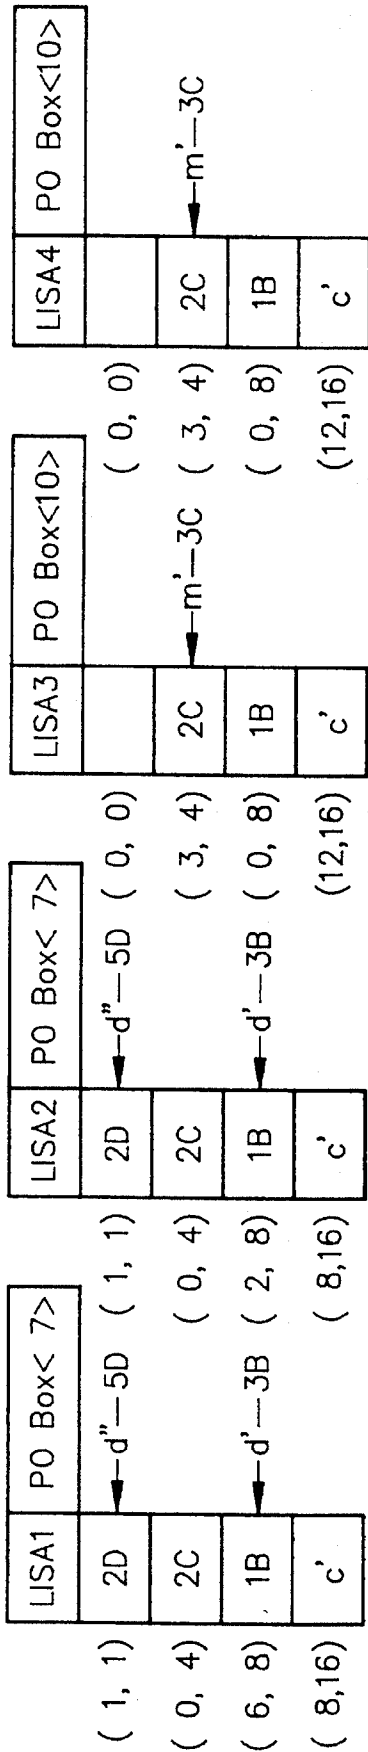 LISA1 PO Box< 7> LISA2 PO Box< 7> LISA3 PO Box<10> LISA4 PO Box<10>
( 1, 1) 2D d"—5D ( 1, 1) 2D d"—5D ( 0, 0) ( 0, 0)
( 0, 4) 2C ( 0, 4) 2C ( 3, 4) 2C m'—3C ( 3, 4) 2C m'—3C
( 6, 8) 1B d'—3B ( 2, 8) 1B d'—3B ( 0, 8) 1B ( 0, 8) 1B
( 8,16) c' ( 8,16) c' (12,16) c' (12,16) c'